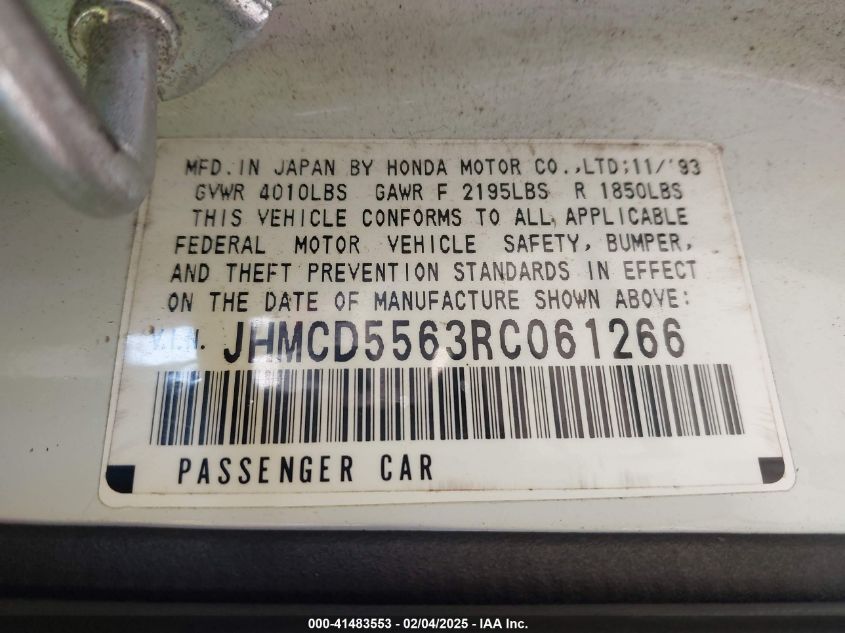 MFD. IN JAPAN BY HONDA MOTOR CO.,LTD;11/'93
GVWR 4010LBS GAWR F 2195LBS R 1850LBS
THIS VEHICLE CONFORMS TO ALL APPLICABLE
FEDERAL MOTOR VEHICLE SAFETY, BUMPER,
AND THEFT PREVENTION STANDARDS IN EFFECT
ON THE DATE OF MANUFACTURE SHOWN ABOVE:
V.I.N. JHMCD5563RC061266
PASSENGER CAR
000-41483553 - 02/04/2025 - IAA Inc.